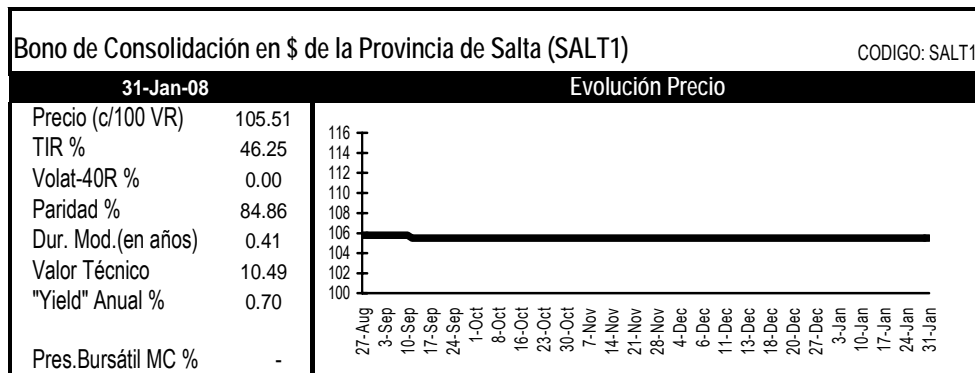 Bono de Consolidación en $ de la Provincia de Salta (SALT1)
CODIGO: SALT1
31-Jan-08
Evolución Precio
Precio (c/100 VR) 105.51
TIR % 46.25
Volat-40R % 0.00
Paridad % 84.86
Dur. Mod.(en años) 0.41
Valor Técnico 10.49
"Yield" Anual % 0.70
Pres.Bursátil MC % -
116
114
112
110
108
106
104
102
100
27-Aug
3-Sep
10-Sep
17-Sep
24-Sep
1-Oct
8-Oct
16-Oct
23-Oct
30-Oct
7-Nov
14-Nov
21-Nov
28-Nov
4-Dec
6-Dec
11-Dec
13-Dec
18-Dec
20-Dec
27-Dec
3-Jan
10-Jan
17-Jan
24-Jan
31-Jan